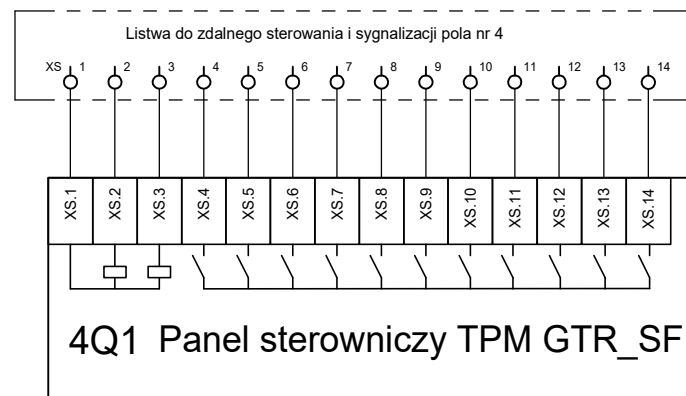 Listwa do zdalnego sterowania i sygnalizacji pola nr 4
XS 1 2 3 4 5 6 7 8 9 10 11 12 13 14
XS.1 XS.2 XS.3 XS.4 XS.5 XS.6 XS.7 XS.8 XS.9 XS.10 XS.11 XS.12 XS.13 XS.14
4Q1 Panel sterowniczy TPM GTR_SF